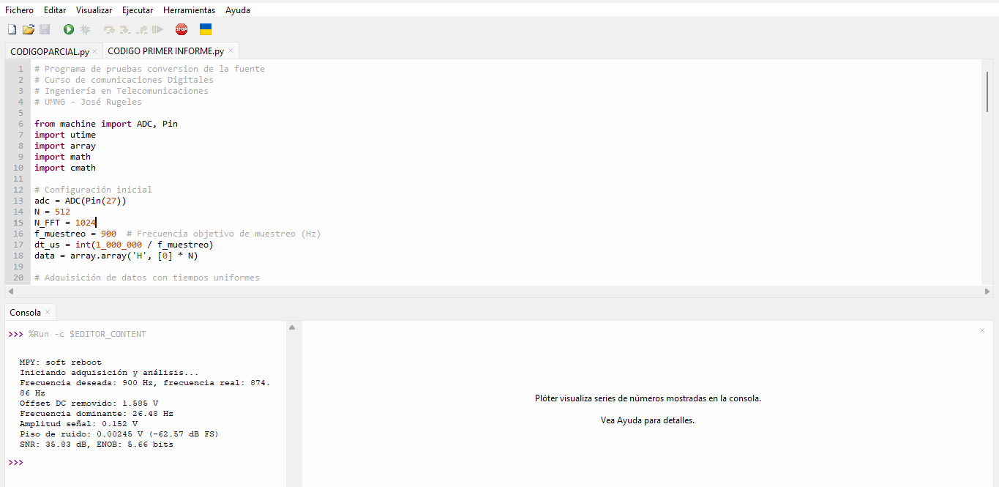 Fichero Editar Visualizar Ejecutar Herramientas Ayuda
STOP
CODIGOPARCIAL.py × CODIGO PRIMER INFORME.py ×
1 # Programa de pruebas conversion de la fuente
2 # Curso de comunicaciones Digitales
3 # Ingeniería en Telecomunicaciones
4 # UMNG - José Rugeles
5
6 from machine import ADC, Pin
7 import utime
8 import array
9 import math
10 import cmath
11
12 # Configuración inicial
13 adc = ADC(Pin(27))
14 N = 512
15 N_FFT = 1024
16 f_muestreo = 900  # Frecuencia objetivo de muestreo (Hz)
17 dt_us = int(1_000_000 / f_muestreo)
18 data = array.array('H', [0] * N)
19
20 # Adquisición de datos con tiempos uniformes
Consola ×
>>> %Run -c $EDITOR_CONTENT
MPY: soft reboot
Iniciando adquisición y análisis...
Frecuencia deseada: 900 Hz, frecuencia real: 874.
86 Hz
Offset DC removido: 1.585 V
Frecuencia dominante: 26.48 Hz
Amplitud señal: 0.152 V
Piso de ruido: 0.00245 V (-62.57 dB FS)
SNR: 35.83 dB, ENOB: 5.66 bits
>>>
×
Plóter visualiza series de números mostradas en la consola.
Vea Ayuda para detalles.